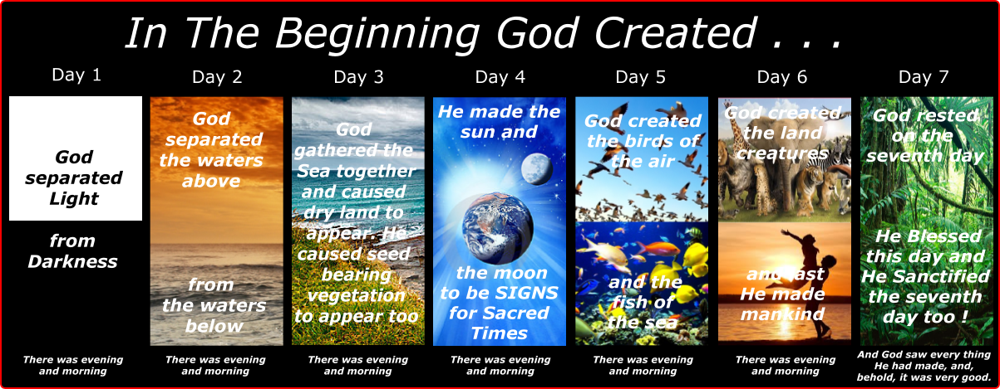 In The Beginning God Created . . .
Day 1
God
separated
Light
from
Darkness
There was evening
and morning
Day 2
God
separated
the waters
above
from
the waters
below
There was evening
and morning
Day 3
God
gathered the
Sea together
and caused
dry land to
appear. He
caused seed
bearing
vegetation
to appear too
There was evening
and morning
Day 4
He made the
sun and
the moon
to be SIGNS
for Sacred
Times
There was evening
and morning
Day 5
God created
the birds of
the air
and the
fish of
the sea
There was evening
and morning
Day 6
God created
the land
creatures
and last
He made
mankind
There was evening
and morning
Day 7
God rested
on the
seventh day
He Blessed
this day and
He Sanctified
the seventh
day too !
And God saw every thing
He had made, and,
behold, it was very good.